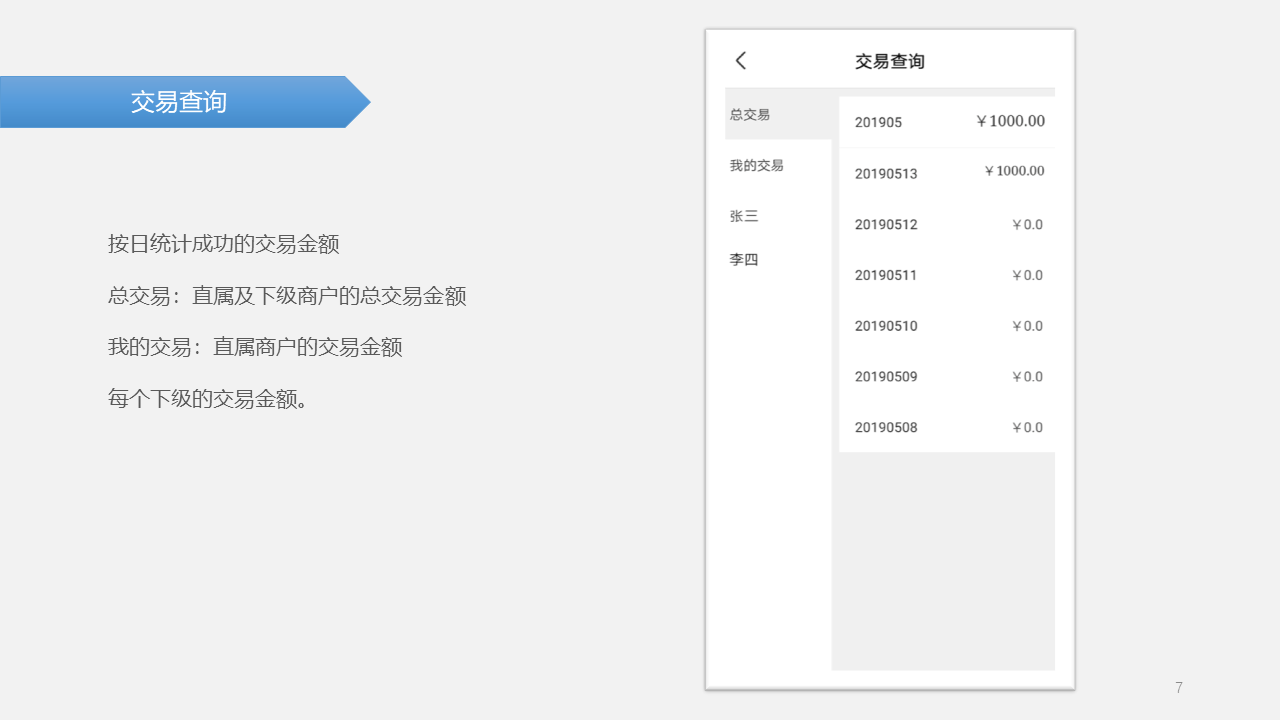 交易查询
按日统计成功的交易金额
总交易：直属及下级商户的总交易金额
我的交易：直属商户的交易金额
每个下级的交易金额。
交易查询
总交易
我的交易
张三
李四
201905 ￥1000.00
20190513 ￥1000.00
20190512 ￥0.0
20190511 ￥0.0
20190510 ￥0.0
20190509 ￥0.0
20190508 ￥0.0
7